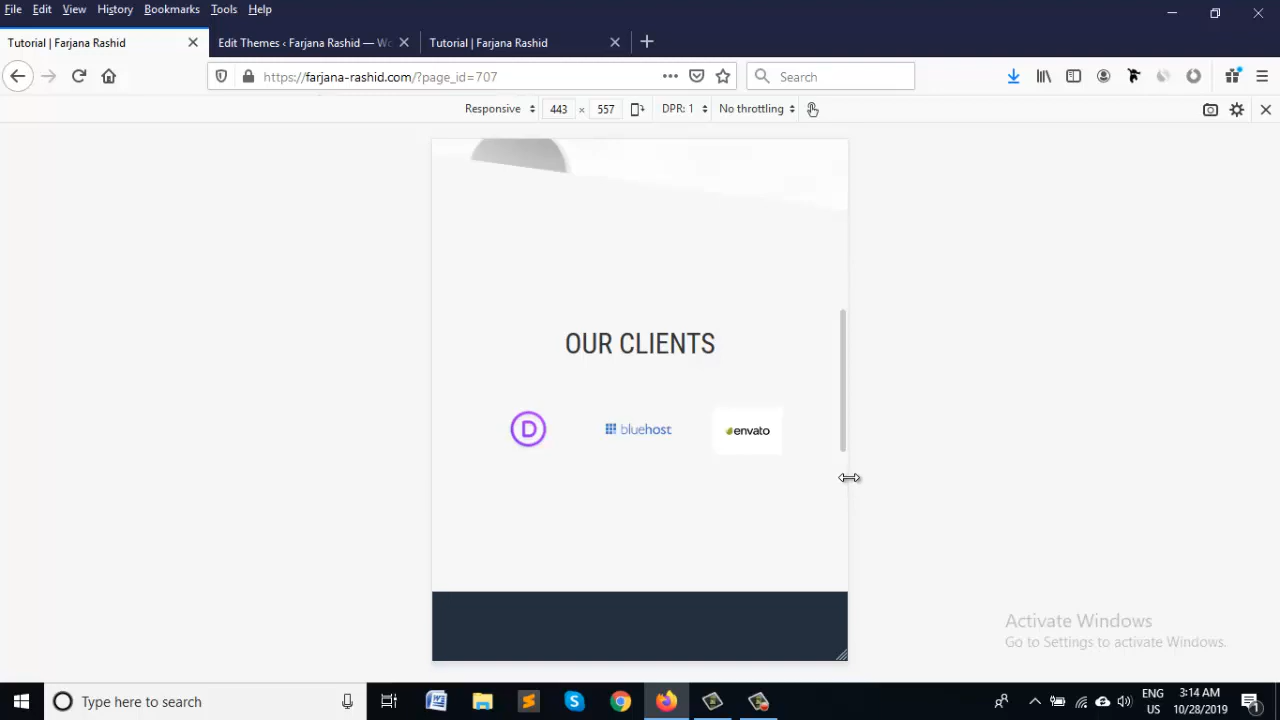 File Edit View History Bookmarks Tools Help
Tutorial | Farjana Rashid
Edit Themes ‹ Farjana Rashid — Wo
Tutorial | Farjana Rashid
https://farjana-rashid.com/?page_id=707
Search
Responsive 443 × 557 DPR: 1 No throttling
OUR CLIENTS
D
bluehost
envato
Activate Windows
Go to Settings to activate Windows.
Type here to search
ENG
US
3:14 AM
10/28/2019
1